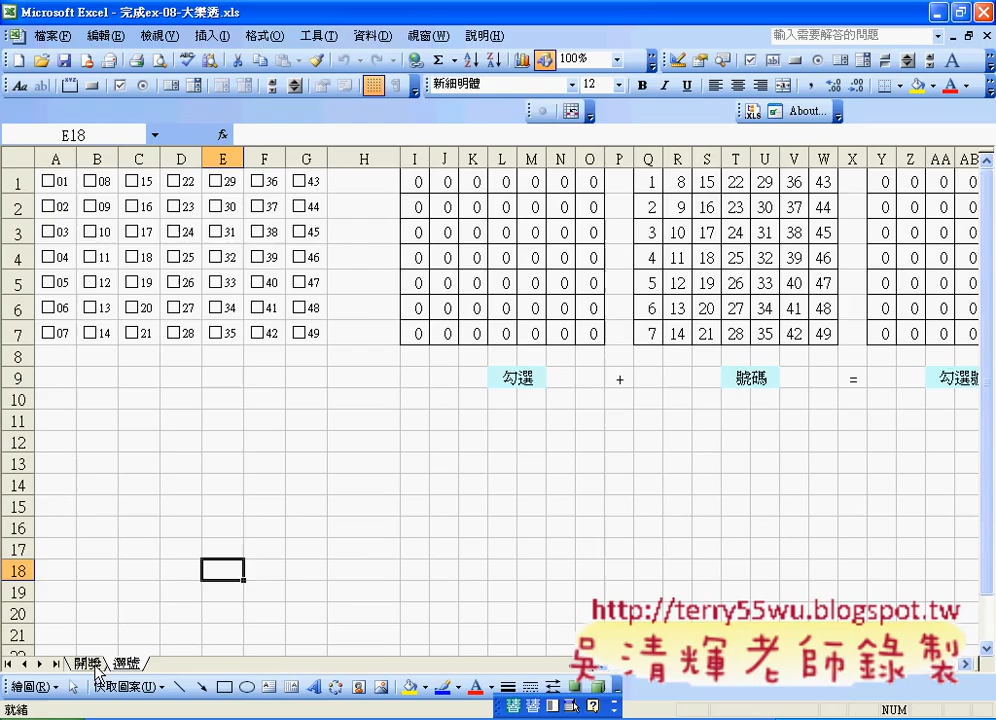 Microsoft Excel - 完成ex-08-大樂透.xls
檔案(F) 編輯(E) 檢視(V) 插入(I) 格式(O) 工具(T) 資料(D) 視窗(W) 說明(H) 輸入需要解答的問題
100%
新細明體 12 B I U
About...
E18 fx
A B C D E F G H I J K L M N O P Q R S T U V W X Y Z AA AB
1 01 08 15 22 29 36 43 0 0 0 0 0 0 0 1 8 15 22 29 36 43 0 0 0 0
2 02 09 16 23 30 37 44 0 0 0 0 0 0 0 2 9 16 23 30 37 44 0 0 0 0
3 03 10 17 24 31 38 45 0 0 0 0 0 0 0 3 10 17 24 31 38 45 0 0 0 0
4 04 11 18 25 32 39 46 0 0 0 0 0 0 0 4 11 18 25 32 39 46 0 0 0 0
5 05 12 19 26 33 40 47 0 0 0 0 0 0 0 5 12 19 26 33 40 47 0 0 0 0
6 06 13 20 27 34 41 48 0 0 0 0 0 0 0 6 13 20 27 34 41 48 0 0 0 0
7 07 14 21 28 35 42 49 0 0 0 0 0 0 0 7 14 21 28 35 42 49 0 0 0 0
8
9 勾選 + 號碼 = 勾選號
10
11
12
13
14
15
16
17
18
19
20
21
http://terry55wu.blogspot.tw
吳清輝老師錄製
開獎 選號
繪圖(R) 快取圖案(U)
就緒 NUM